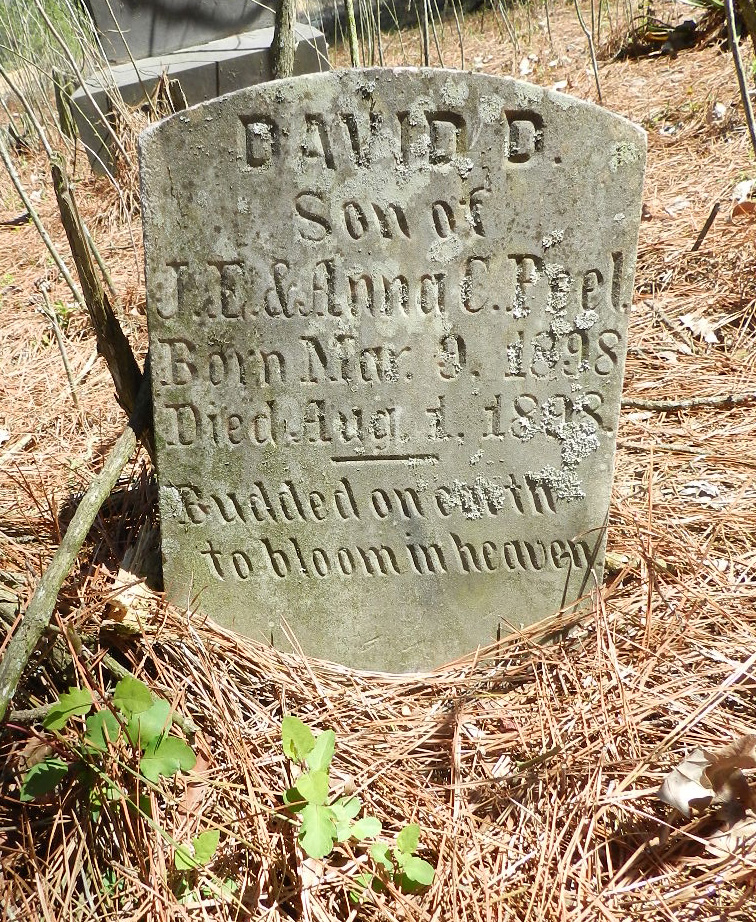 DAVID D.
Son of
J.E. & Anna C. Peel.
Born Mar. 9, 1898
Died Aug. 1, 1898.
Budded on earth
to bloom in heaven.